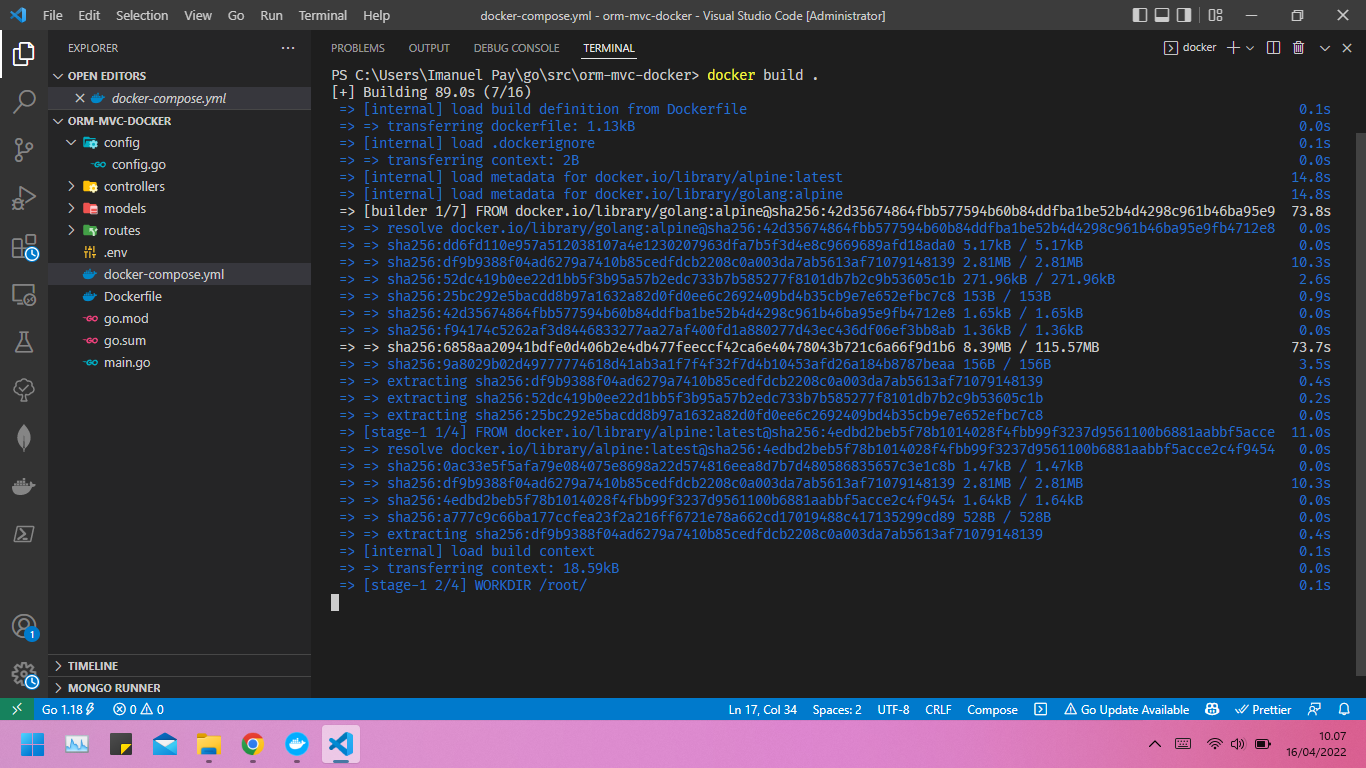 File Edit Selection View Go Run Terminal Help
docker-compose.yml - orm-mvc-docker - Visual Studio Code [Administrator]
EXPLORER
OPEN EDITORS
docker-compose.yml
ORM-MVC-DOCKER
config
config.go
controllers
models
routes
.env
docker-compose.yml
Dockerfile
go.mod
go.sum
main.go
TIMELINE
MONGO RUNNER
1
PROBLEMS OUTPUT DEBUG CONSOLE TERMINAL
docker
PS C:\Users\Imanuel Pay\go\src\orm-mvc-docker> docker build .
[+] Building 89.0s (7/16)
=> [internal] load build definition from Dockerfile 0.1s
=> => transferring dockerfile: 1.13kB 0.0s
=> [internal] load .dockerignore 0.1s
=> => transferring context: 2B 0.0s
=> [internal] load metadata for docker.io/library/alpine:latest 14.8s
=> [internal] load metadata for docker.io/library/golang:alpine 14.8s
=> [builder 1/7] FROM docker.io/library/golang:alpine@sha256:42d35674864fbb577594b60b84ddfba1be52b4d4298c961b46ba95e9 73.8s
=> => resolve docker.io/library/golang:alpine@sha256:42d35674864fbb577594b60b84ddfba1be52b4d4298c961b46ba95e9fb4712e8 0.0s
=> => sha256:dd6fd110e957a512038107a4e1230207963dfa7b5f3d4e8c9669689afd18ada0 5.17kB / 5.17kB 0.0s
=> => sha256:df9b9388f04ad6279a7410b85cedfdcb2208c0a003da7ab5613af71079148139 2.81MB / 2.81MB 10.3s
=> => sha256:52dc419b0ee22d1bb5f3b95a57b2edc733b7b585277f8101db7b2c9b53605c1b 271.96kB / 271.96kB 2.6s
=> => sha256:25bc292e5bacdd8b97a1632a82d0fd0ee6c2692409bd4b35cb9e7e652efbc7c8 153B / 153B 0.9s
=> => sha256:42d35674864fbb577594b60b84ddfba1be52b4d4298c961b46ba95e9fb4712e8 1.65kB / 1.65kB 0.0s
=> => sha256:f94174c5262af3d8446833277aa27af400fd1a880277d43ec436df06ef3bb8ab 1.36kB / 1.36kB 0.0s
=> => sha256:6858aa20941bdfe0d406b2e4db477feeccf42ca6e40478043b721c6a66f9d1b6 8.39MB / 115.57MB 73.7s
=> => sha256:9a8029b02d49777774618d41ab3a1f7f4f32f7d4b10453afd26a184b8787beaa 156B / 156B 3.5s
=> => extracting sha256:df9b9388f04ad6279a7410b85cedfdcb2208c0a003da7ab5613af71079148139 0.4s
=> => extracting sha256:52dc419b0ee22d1bb5f3b95a57b2edc733b7b585277f8101db7b2c9b53605c1b 0.2s
=> => extracting sha256:25bc292e5bacdd8b97a1632a82d0fd0ee6c2692409bd4b35cb9e7e652efbc7c8 0.0s
=> [stage-1 1/4] FROM docker.io/library/alpine:latest@sha256:4edbd2beb5f78b1014028f4fbb99f3237d9561100b6881aabbf5acce 11.0s
=> => resolve docker.io/library/alpine:latest@sha256:4edbd2beb5f78b1014028f4fbb99f3237d9561100b6881aabbf5acce2c4f9454 0.0s
=> => sha256:0ac33e5f5afa79e084075e8698a22d574816eea8d7b7d480586835657c3e1c8b 1.47kB / 1.47kB 0.0s
=> => sha256:df9b9388f04ad6279a7410b85cedfdcb2208c0a003da7ab5613af71079148139 2.81MB / 2.81MB 10.3s
=> => sha256:4edbd2beb5f78b1014028f4fbb99f3237d9561100b6881aabbf5acce2c4f9454 1.64kB / 1.64kB 0.0s
=> => sha256:a777c9c66ba177ccfea23f2a216ff6721e78a662cd17019488c417135299cd89 528B / 528B 0.0s
=> => extracting sha256:df9b9388f04ad6279a7410b85cedfdcb2208c0a003da7ab5613af71079148139 0.4s
=> [internal] load build context 0.1s
=> => transferring context: 18.59kB 0.0s
=> [stage-1 2/4] WORKDIR /root/ 0.1s
Go 1.18 0 0 Ln 17, Col 34 Spaces: 2 UTF-8 CRLF Compose Go Update Available Prettier
10.07
16/04/2022